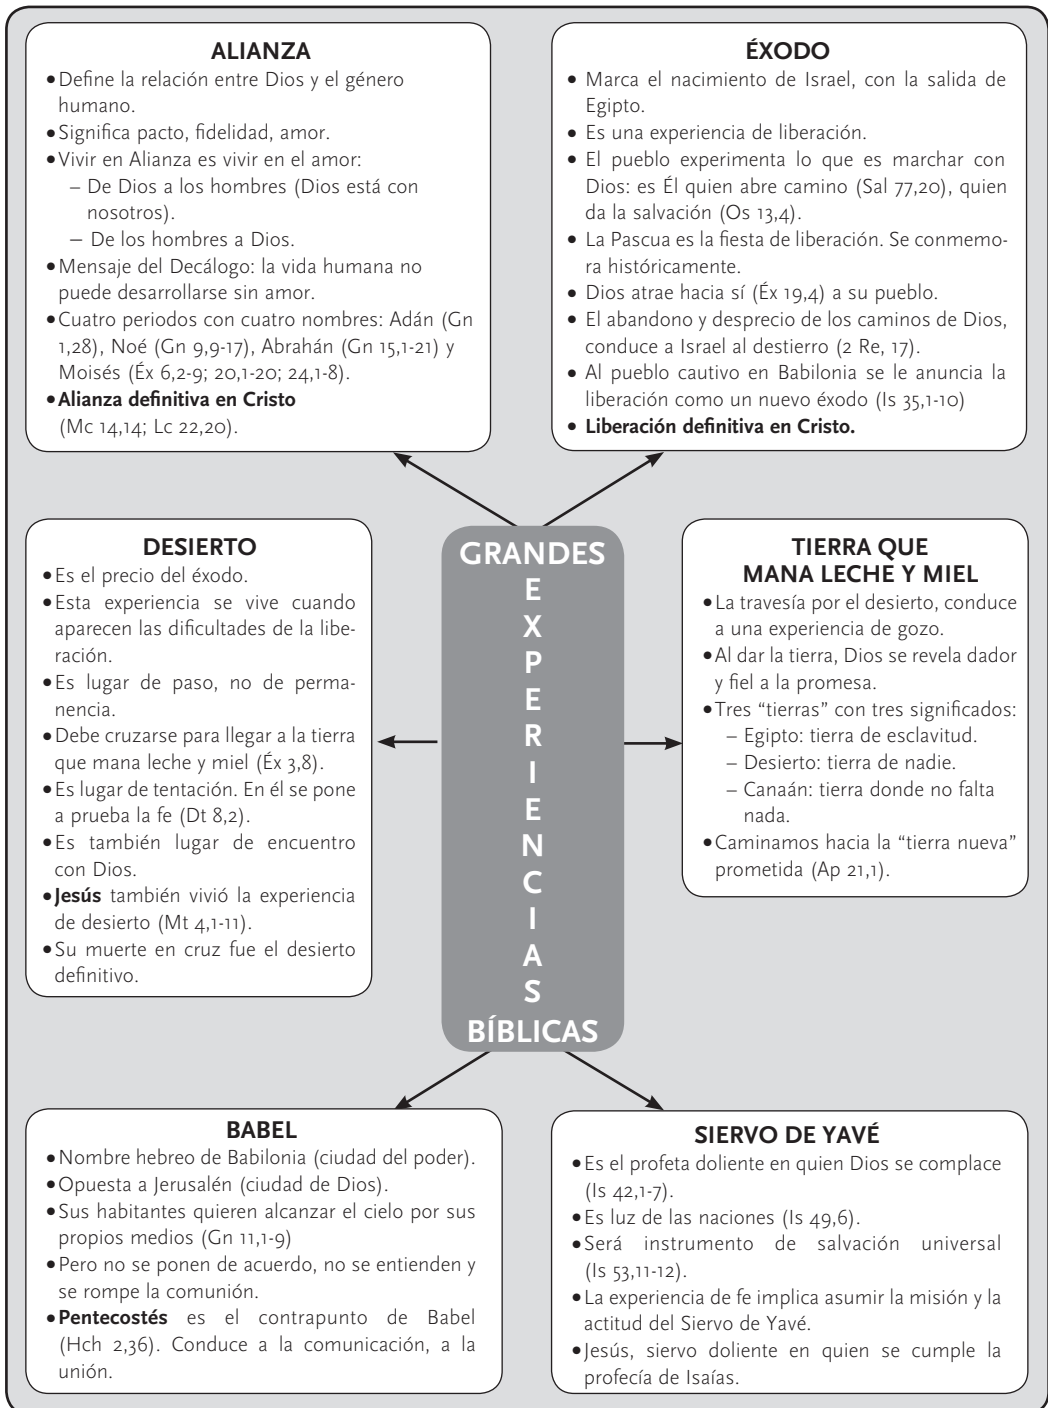 ALIANZA
•Define la relación entre Dios y el género
humano.
•Significa pacto, fidelidad, amor.
•Vivir en Alianza es vivir en el amor:
– De Dios a los hombres (Dios está con
nosotros).
– De los hombres a Dios.
•Mensaje del Decálogo: la vida humana no
puede desarrollarse sin amor.
•Cuatro periodos con cuatro nombres: Adán (Gn
1,28), Noé (Gn 9,9-17), Abrahán (Gn 15,1-21) y
Moisés (Éx 6,2-9; 20,1-20; 24,1-8).
•Alianza definitiva en Cristo
(Mc 14,14; Lc 22,20).
ÉXODO
• Marca el nacimiento de Israel, con la salida de
Egipto.
• Es una experiencia de liberación.
• El pueblo experimenta lo que es marchar con
Dios: es Él quien abre camino (Sal 77,20), quien
da la salvación (Os 13,4).
• La Pascua es la fiesta de liberación. Se conmemo-
ra históricamente.
• Dios atrae hacia sí (Éx 19,4) a su pueblo.
• El abandono y desprecio de los caminos de Dios,
conduce a Israel al destierro (2 Re, 17).
• Al pueblo cautivo en Babilonia se le anuncia la
liberación como un nuevo éxodo (Is 35,1-10)
• Liberación definitiva en Cristo.
DESIERTO
•Es el precio del éxodo.
•Esta experiencia se vive cuando
aparecen las dificultades de la libe-
ración.
•Es lugar de paso, no de perma-
nencia.
•Debe cruzarse para llegar a la tierra
que mana leche y miel (Éx 3,8).
•Es lugar de tentación. En él se pone
a prueba la fe (Dt 8,2).
•Es también lugar de encuentro
con Dios.
•Jesús también vivió la experiencia
de desierto (Mt 4,1-11).
•Su muerte en cruz fue el desierto
definitivo.
GRANDES
E
X
P
E
R
I
E
N
C
I
A
S
BÍBLICAS
TIERRA QUE
MANA LECHE Y MIEL
•La travesía por el desierto, conduce
a una experiencia de gozo.
•Al dar la tierra, Dios se revela dador
y fiel a la promesa.
•Tres “tierras” con tres significados:
– Egipto: tierra de esclavitud.
– Desierto: tierra de nadie.
– Canaán: tierra donde no falta
nada.
•Caminamos hacia la “tierra nueva”
prometida (Ap 21,1).
BABEL
•Nombre hebreo de Babilonia (ciudad del poder).
•Opuesta a Jerusalén (ciudad de Dios).
•Sus habitantes quieren alcanzar el cielo por sus
propios medios (Gn 11,1-9)
•Pero no se ponen de acuerdo, no se entienden y
se rompe la comunión.
•Pentecostés es el contrapunto de Babel
(Hch 2,36). Conduce a la comunicación, a la
unión.
SIERVO DE YAVÉ
•Es el profeta doliente en quien Dios se complace
(Is 42,1-7).
•Es luz de las naciones (Is 49,6).
•Será instrumento de salvación universal
(Is 53,11-12).
•La experiencia de fe implica asumir la misión y la
actitud del Siervo de Yavé.
•Jesús, siervo doliente en quien se cumple la
profecía de Isaías.